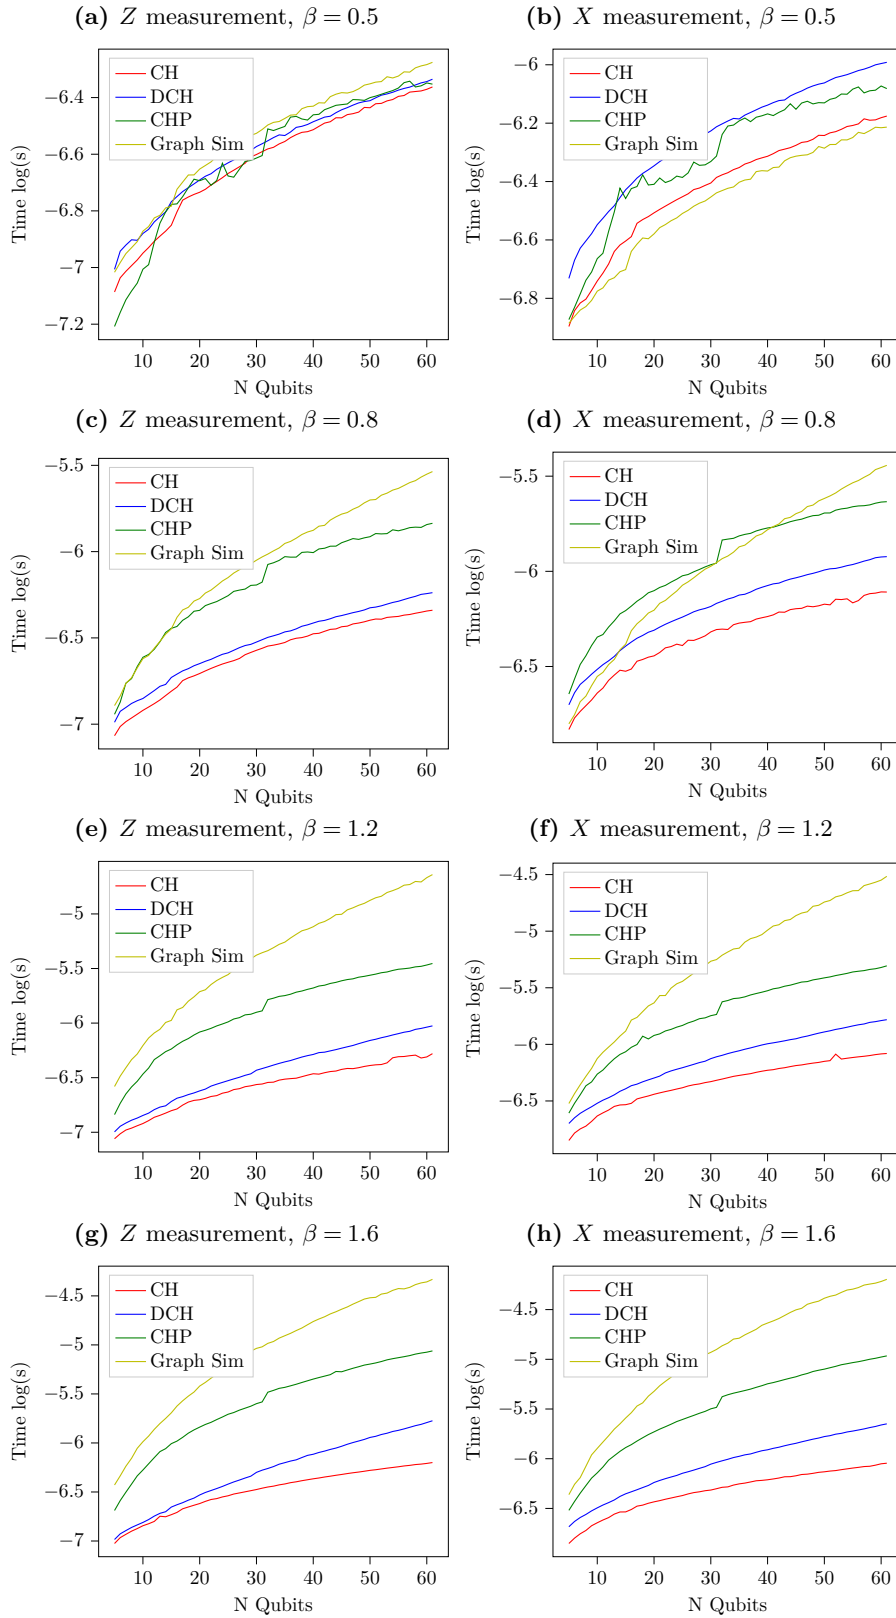 (a) Z measurement, β = 0.5
−6.4
−6.6
−6.8
−7
−7.2
Time log(s)
CH
DCH
CHP
Graph Sim
10 20 30 40 50 60
N Qubits
(b) X measurement, β = 0.5
−6
−6.2
−6.4
−6.6
−6.8
Time log(s)
CH
DCH
CHP
Graph Sim
10 20 30 40 50 60
N Qubits
(c) Z measurement, β = 0.8
−5.5
−6
−6.5
−7
Time log(s)
CH
DCH
CHP
Graph Sim
10 20 30 40 50 60
N Qubits
(d) X measurement, β = 0.8
−5.5
−6
−6.5
Time log(s)
CH
DCH
CHP
Graph Sim
10 20 30 40 50 60
N Qubits
(e) Z measurement, β = 1.2
−5
−5.5
−6
−6.5
−7
Time log(s)
CH
DCH
CHP
Graph Sim
10 20 30 40 50 60
N Qubits
(f) X measurement, β = 1.2
−4.5
−5
−5.5
−6
−6.5
Time log(s)
CH
DCH
CHP
Graph Sim
10 20 30 40 50 60
N Qubits
(g) Z measurement, β = 1.6
−4.5
−5
−5.5
−6
−6.5
−7
Time log(s)
CH
DCH
CHP
Graph Sim
10 20 30 40 50 60
N Qubits
(h) X measurement, β = 1.6
−4.5
−5
−5.5
−6
−6.5
Time log(s)
CH
DCH
CHP
Graph Sim
10 20 30 40 50 60
N Qubits